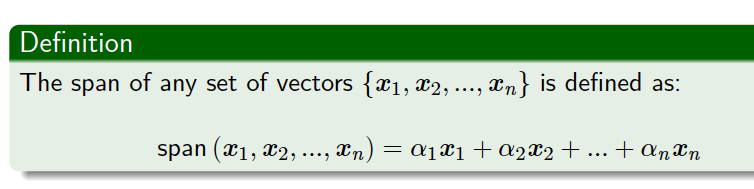 Definition
The span of any set of vectors {x₁, x₂, ..., xₙ} is defined as:
span (x₁, x₂, ..., xₙ) = α₁x₁ + α₂x₂ + ... + αₙxₙ